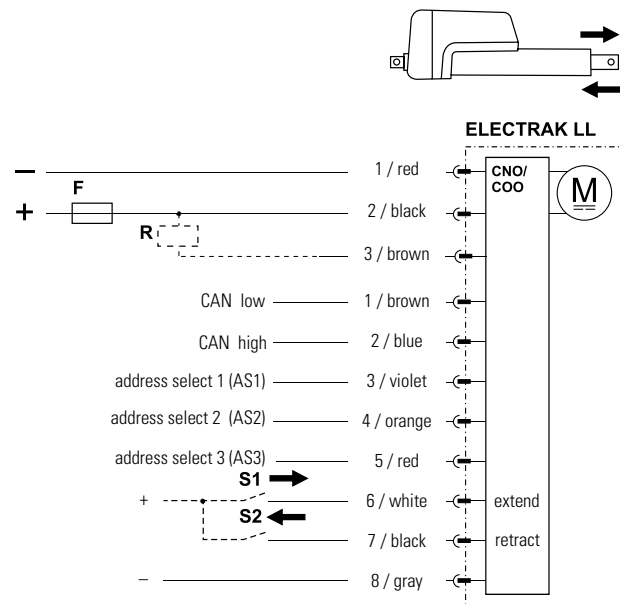 ELECTRAK LL
− 1 / red CNO/
COO
M
F
+ 2 / black
R
3 / brown
CAN low 1 / brown
CAN high 2 / blue
address select 1 (AS1) 3 / violet
address select 2 (AS2) 4 / orange
address select 3 (AS3) 5 / red
S1
+ 6 / white extend
S2
7 / black retract
− 8 / gray